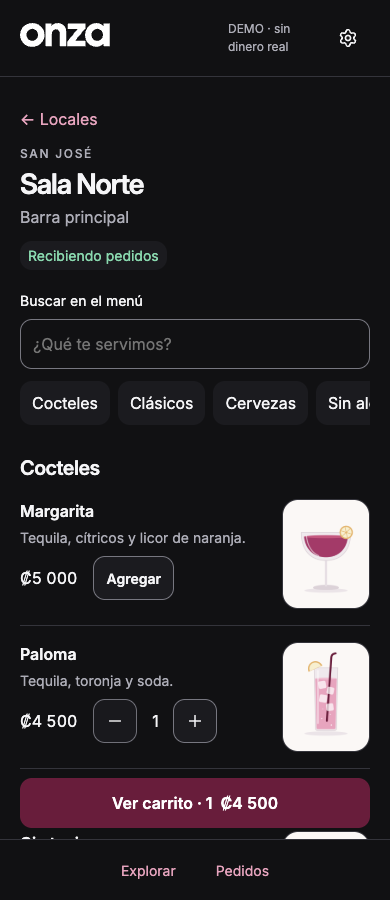 onza
DEMO · sin
dinero real
← Locales
SAN JOSÉ
Sala Norte
Barra principal
Recibiendo pedidos
Buscar en el menú
¿Qué te servimos?
Cocteles Clásicos Cervezas Sin
Cocteles
Margarita
Tequila, cítricos y licor de naranja.
₡5 000 Agregar
Paloma
Tequila, toronja y soda.
₡4 500 − 1 +
Ver carrito · 1 ₡4 500
Explorar Pedidos